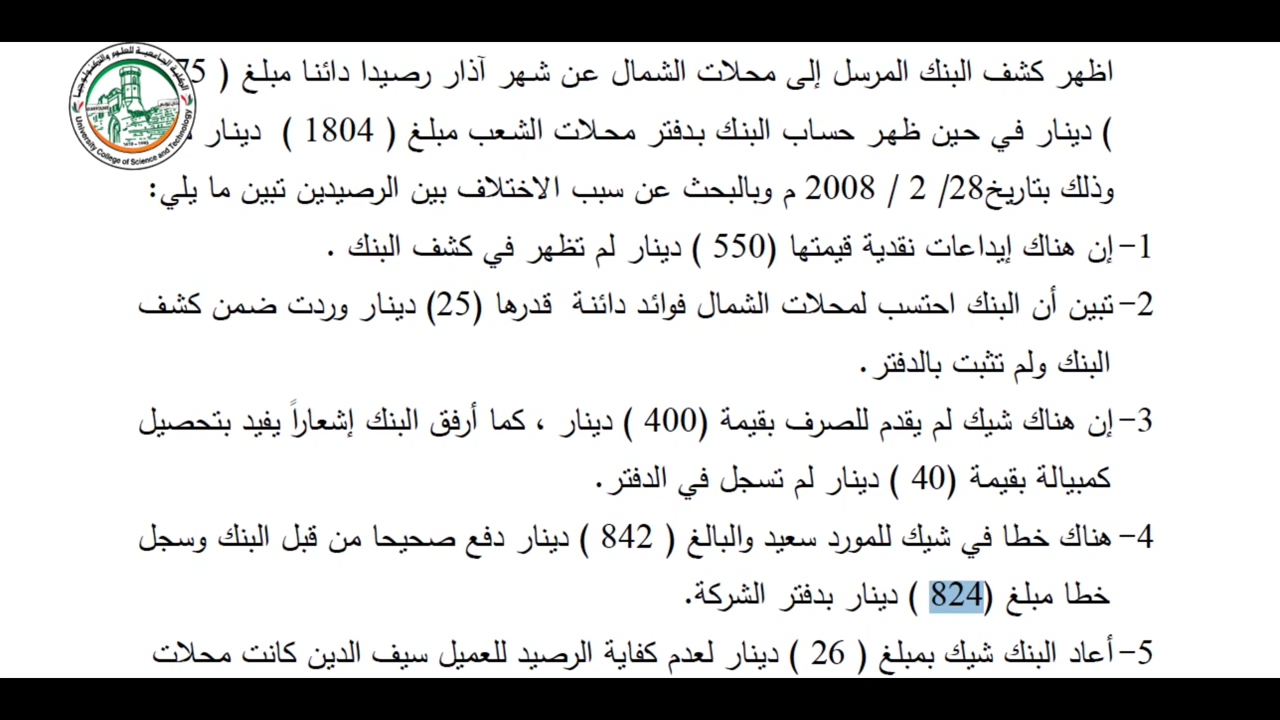 اظهر كشف البنك المرسل إلى محلات الشمال عن شهر آذار رصيدا دائنا مبلغ (
) دينار في حين ظهر حساب البنك بدفتر محلات الشعب مبلغ ( 1804 ) دينار
وذلك بتاريخ28/ 2 / 2008 م وبالبحث عن سبب الاختلاف بين الرصيدين تبين ما يلي:
1- إن هناك إيداعات نقدية قيمتها (550 ) دينار لم تظهر في كشف البنك .
2- تبين أن البنك احتسب لمحلات الشمال فوائد دائنة قدرها (25) دينار وردت ضمن كشف
البنك ولم تثبت بالدفتر.
3- إن هناك شيك لم يقدم للصرف بقيمة (400 ) دينار ، كما أرفق البنك إشعاراً يفيد بتحصيل
كمبيالة بقيمة (40 ) دينار لم تسجل في الدفتر.
4- هناك خطا في شيك للمورد سعيد والبالغ ( 842 ) دينار دفع صحيحا من قبل البنك وسجل
خطا مبلغ (824 ) دينار بدفتر الشركة.
5- أعاد البنك شيك بمبلغ ( 26 ) دينار لعدم كفاية الرصيد للعميل سيف الدين كانت محلات
University College of Science and Technology